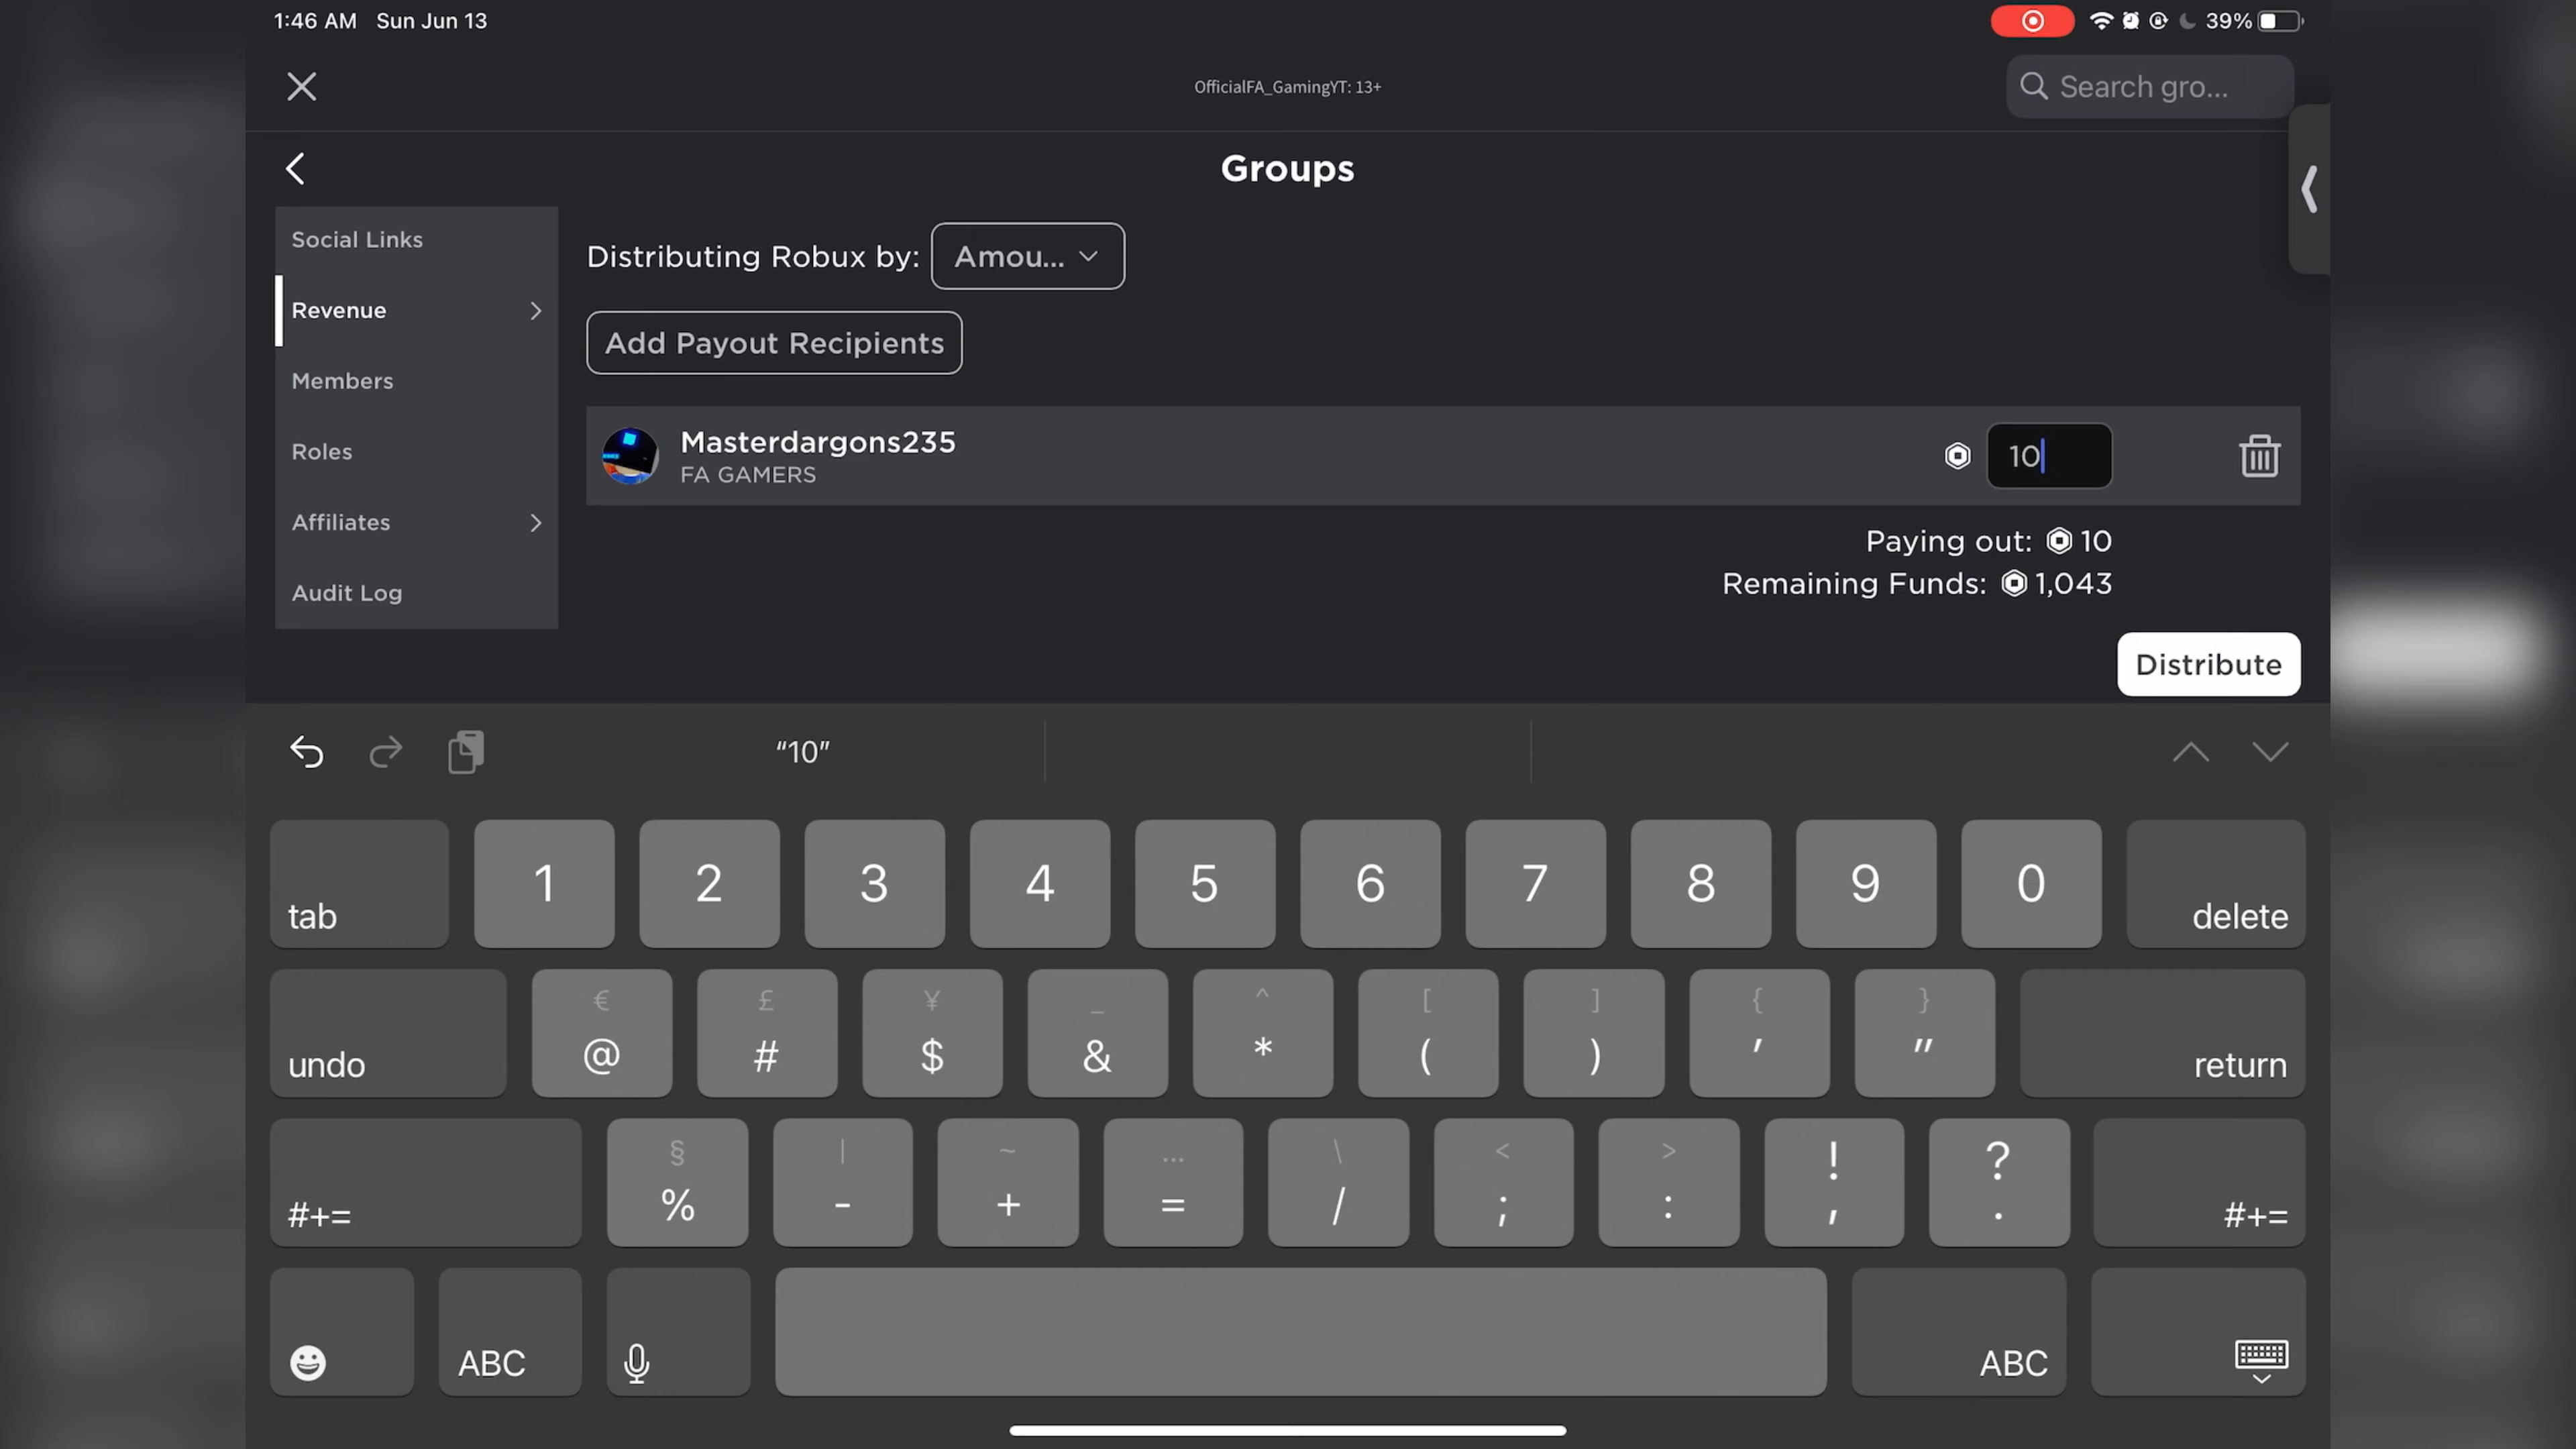 1:46 AM Sun Jun 13
39%
OfficialFA_GamingYT: 13+
Search gro...
Groups
Social Links
Revenue
Members
Roles
Affiliates
Audit Log
Distributing Robux by: Amou...
Add Payout Recipients
Masterdargons235
FA GAMERS
10
Paying out: 10
Remaining Funds: 1,043
Distribute
“10”
tab 1 2 3 4 5 6 7 8 9 0 delete
€ £ ¥ _ ^ [ ] { }
undo @ # $ & * ( ) ' " return
§ | ~ … \ < > ! ?
#+= % - + = / ; : , . #+=
ABC ABC